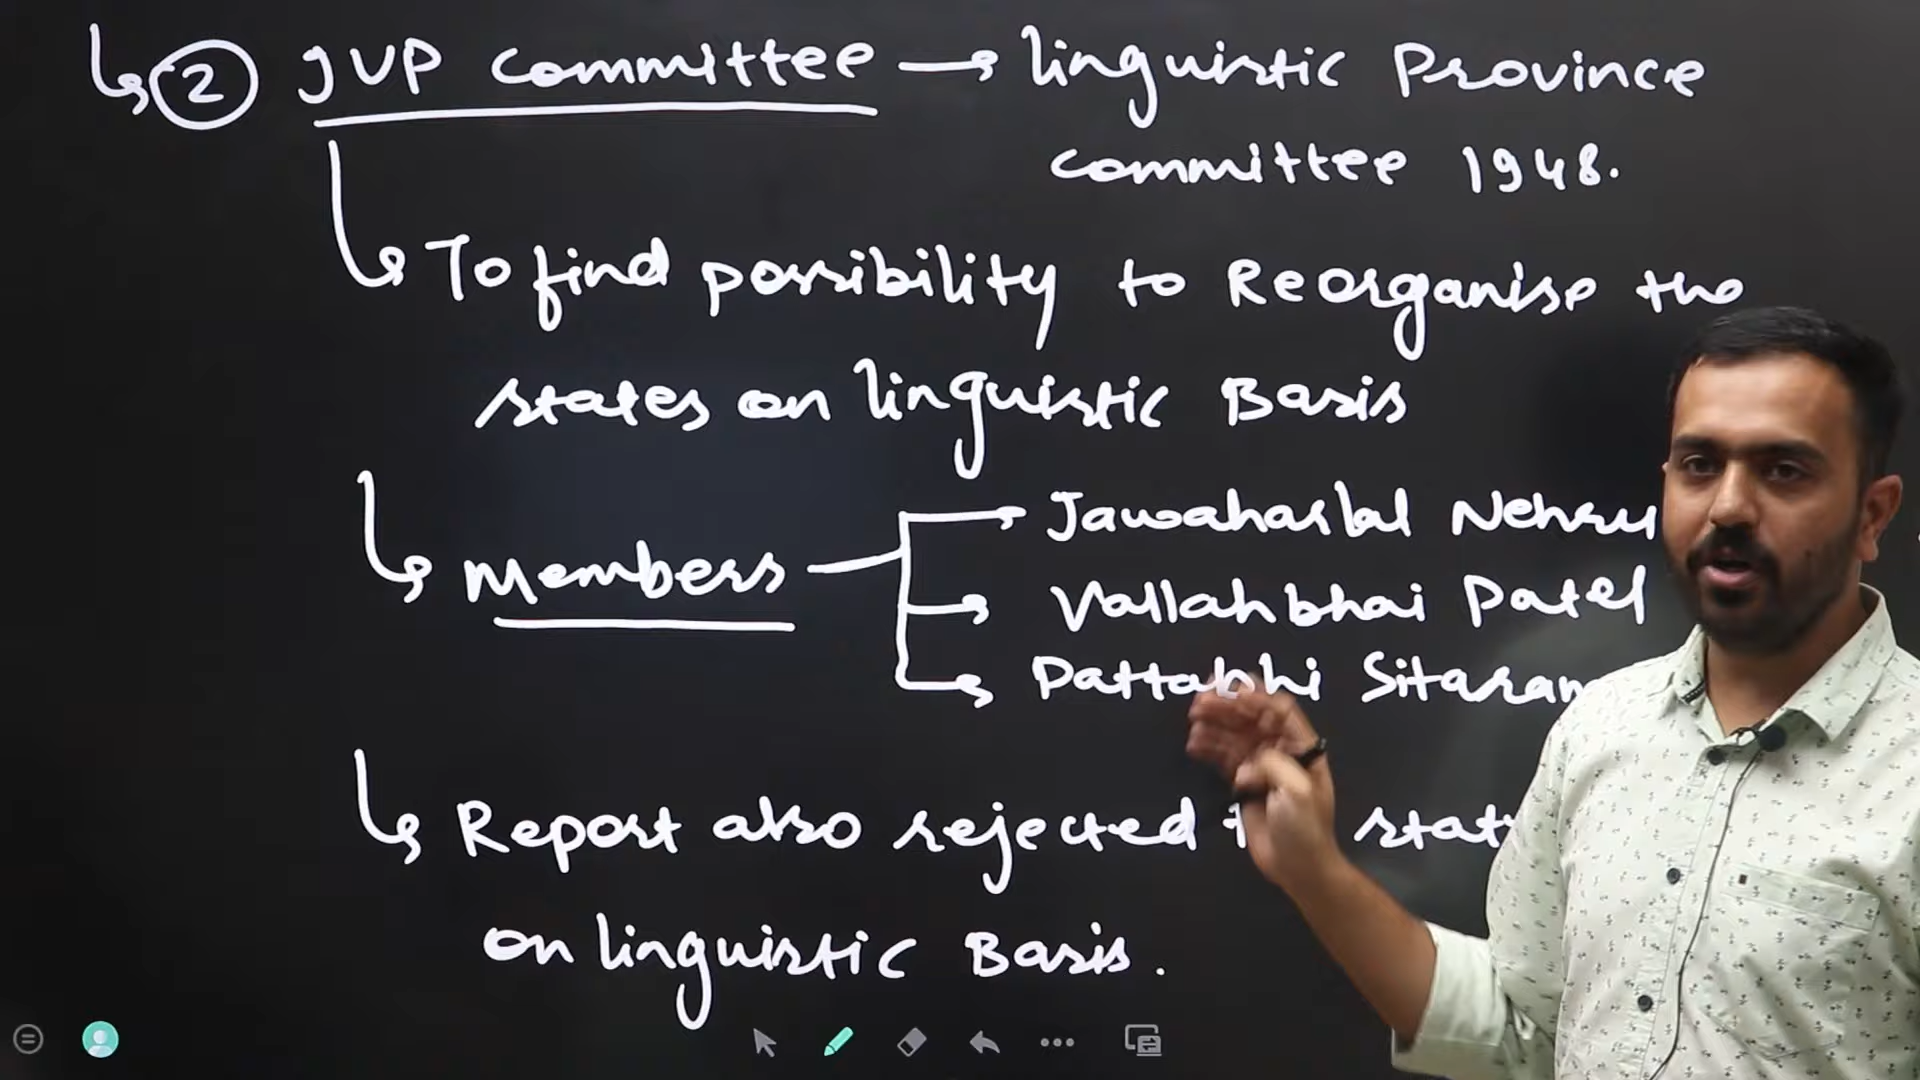 2 JVP Committee → linguistic Province
committee 1948.
To find possibility to Reorganise the
states on linguistic Basis
Members
Jawaharlal Nehru
Vallahbhai Patel
Pattabhi
Report also rejected
on linguistic Basis.